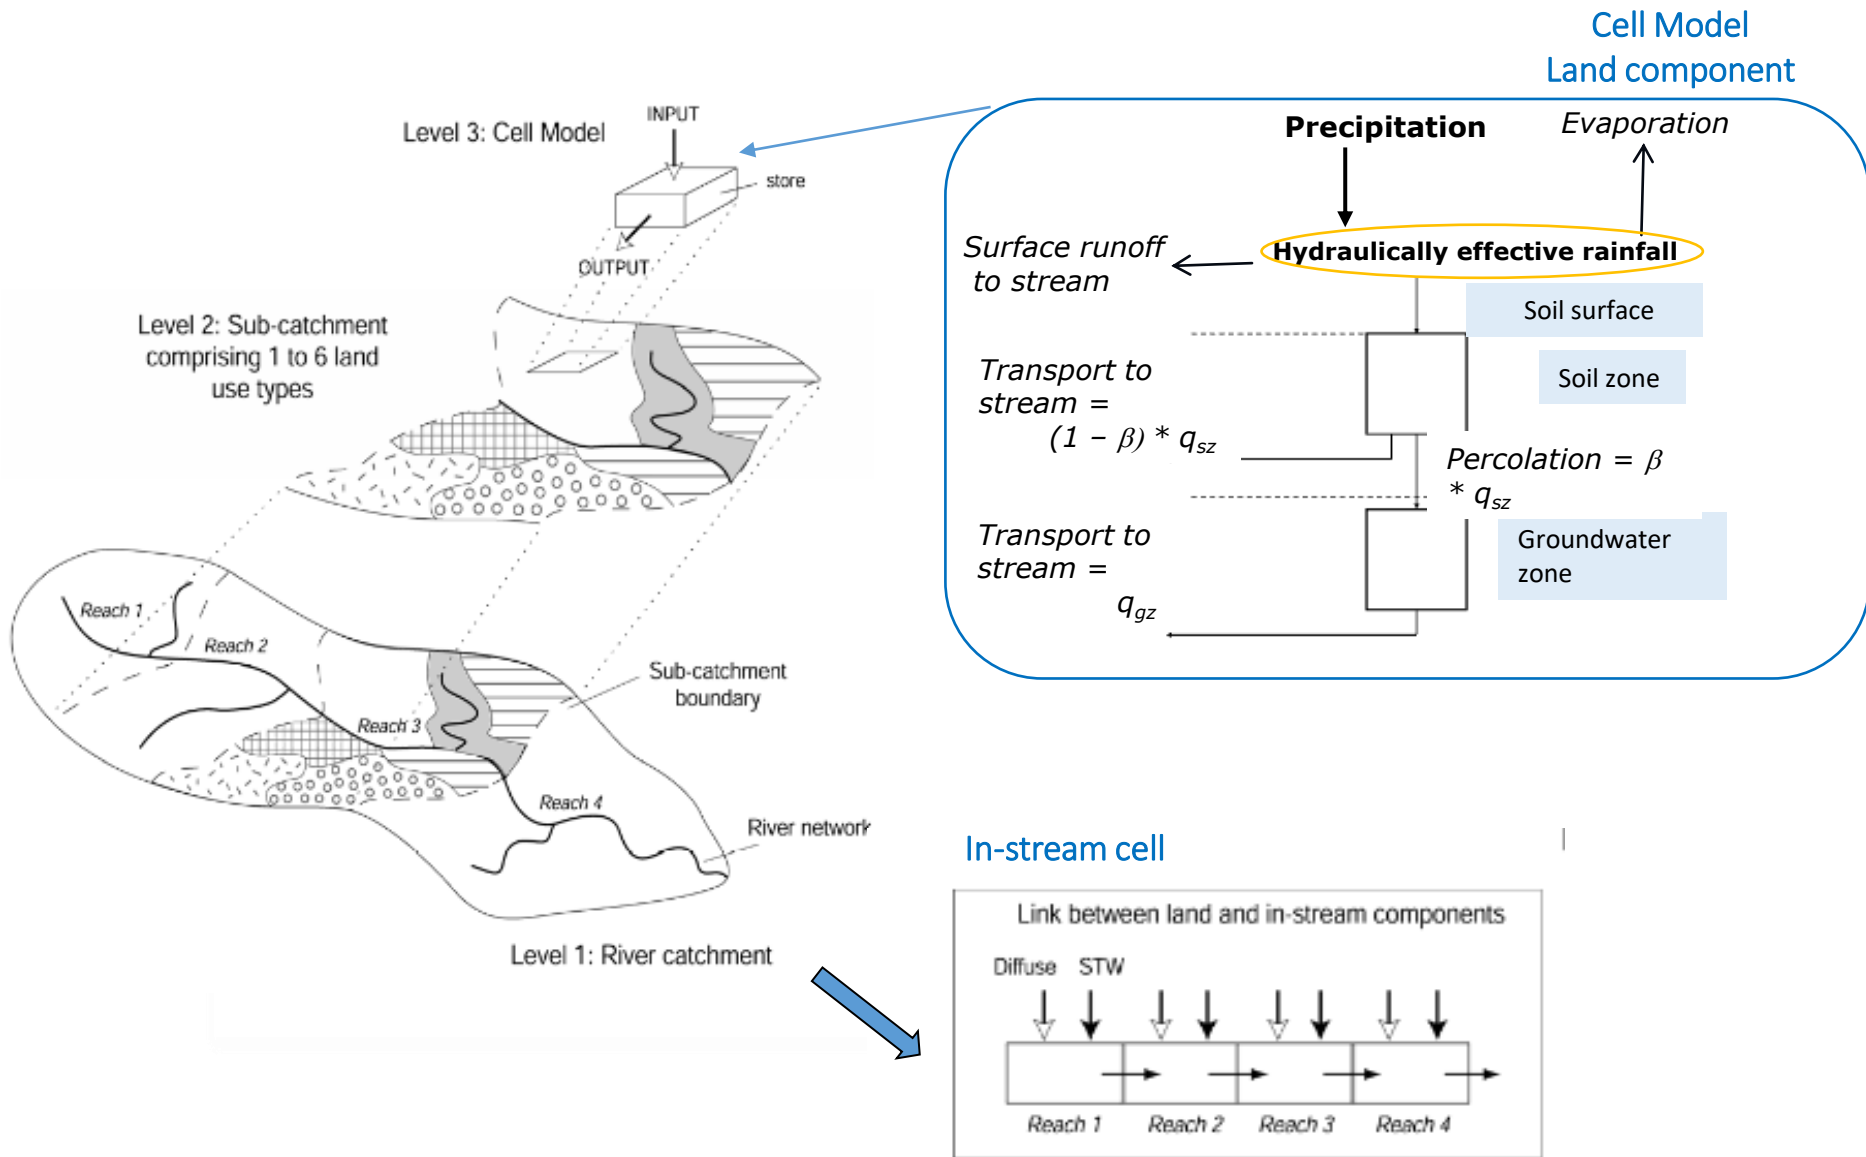 Cell Model
Land component
INPUT
Level 3: Cell Model
store
OUTPUT
Level 2: Sub-catchment
comprising 1 to 6 land
use types
Reach 1
Reach 2
Reach 3
Reach 4
Sub-catchment
boundary
River network
Level 1: River catchment
Precipitation
Evaporation
Hydraulically effective rainfall
Surface runoff
to stream
Soil surface
Soil zone
Transport to
stream =
(1 – β) * qsz
Percolation = β
* qsz
Groundwater
zone
Transport to
stream =
qgz
In-stream cell
Link between land and in-stream components
Diffuse STW
Reach 1 Reach 2 Reach 3 Reach 4